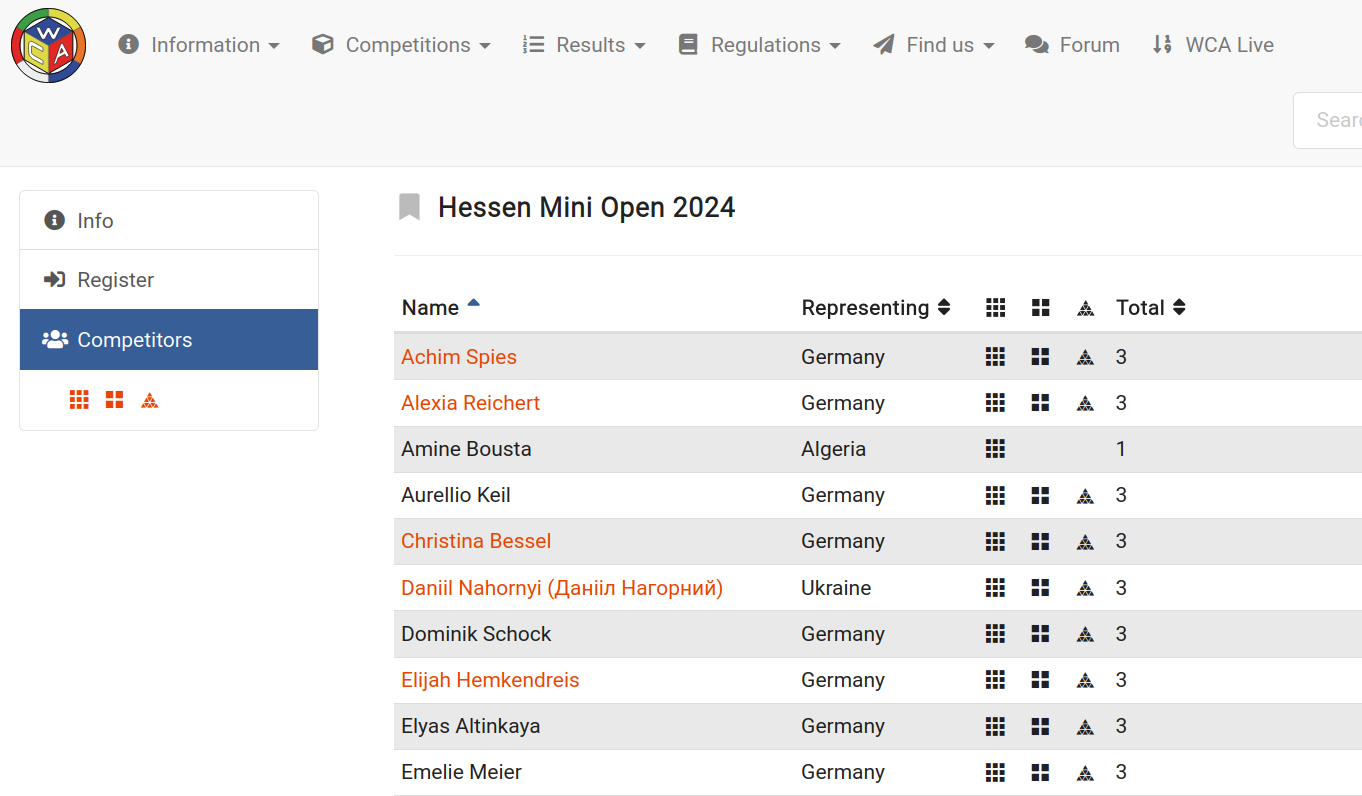 Information Competitions Results Regulations Find us Forum WCA Live
Info
Register
Competitors
Hessen Mini Open 2024
Name Representing Total
Achim Spies Germany 3
Alexia Reichert Germany 3
Amine Bousta Algeria 1
Aurellio Keil Germany 3
Christina Bessel Germany 3
Daniil Nahornyi (Данііл Нагорний) Ukraine 3
Dominik Schock Germany 3
Elijah Hemkendreis Germany 3
Elyas Altinkaya Germany 3
Emelie Meier Germany 3